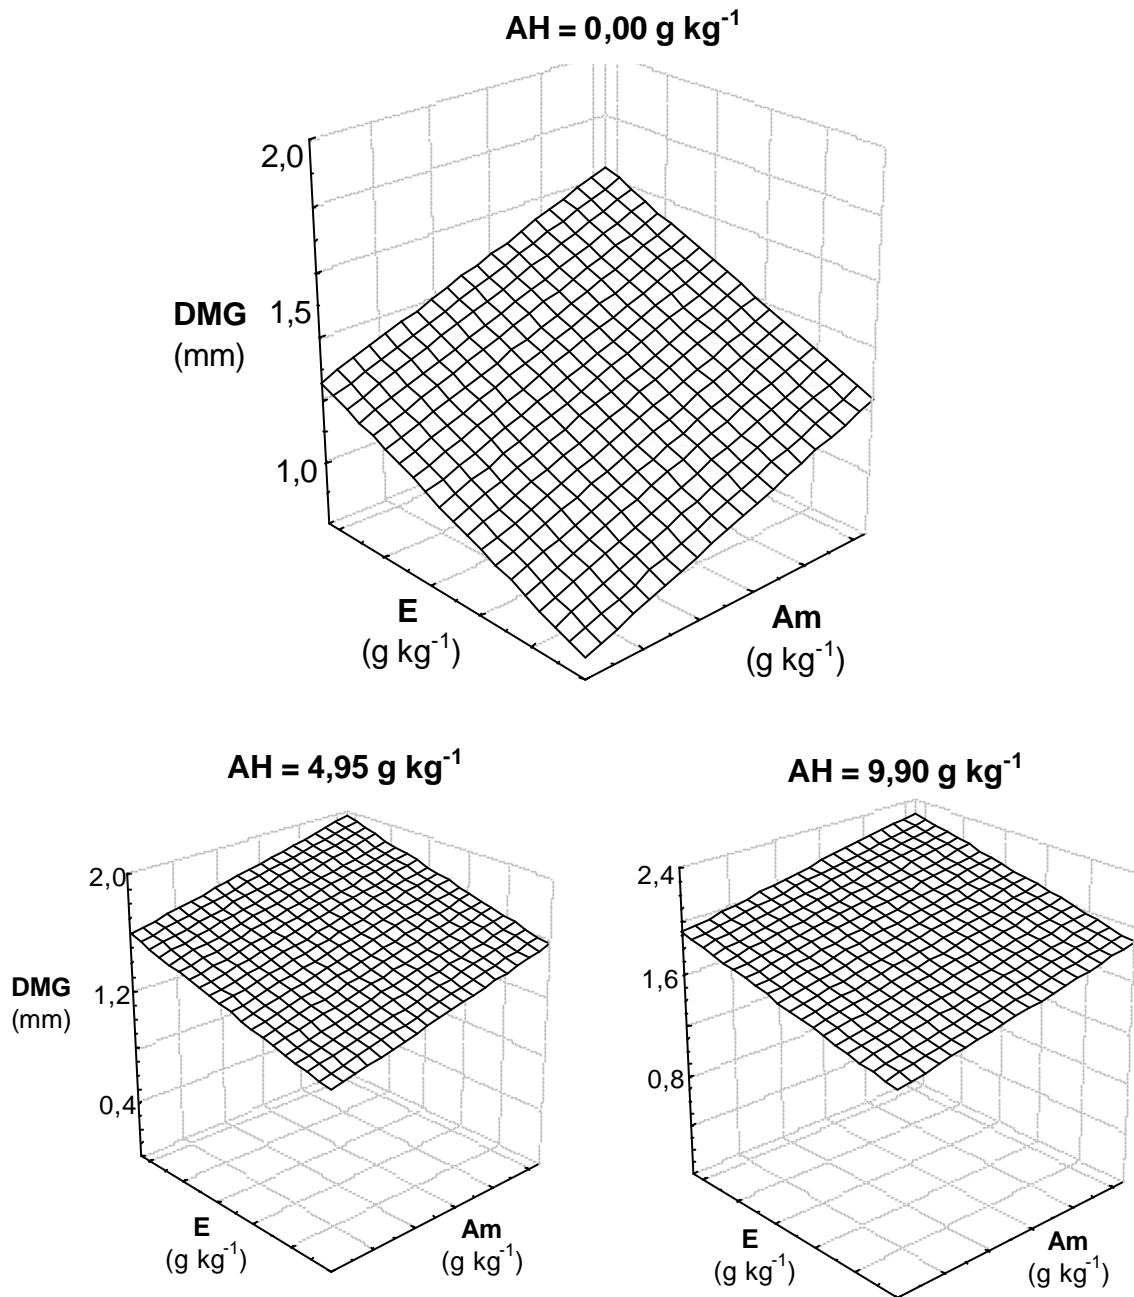 AH = 0,00 g kg⁻¹
2,0
DMG 1,5
(mm)
1,0
E
(g kg⁻¹)
Am
(g kg⁻¹)
AH = 4,95 g kg⁻¹
2,0
DMG 1,2
(mm)
0,4
E
(g kg⁻¹)
Am
(g kg⁻¹)
AH = 9,90 g kg⁻¹
2,4
1,6
0,8
E
(g kg⁻¹)
Am
(g kg⁻¹)